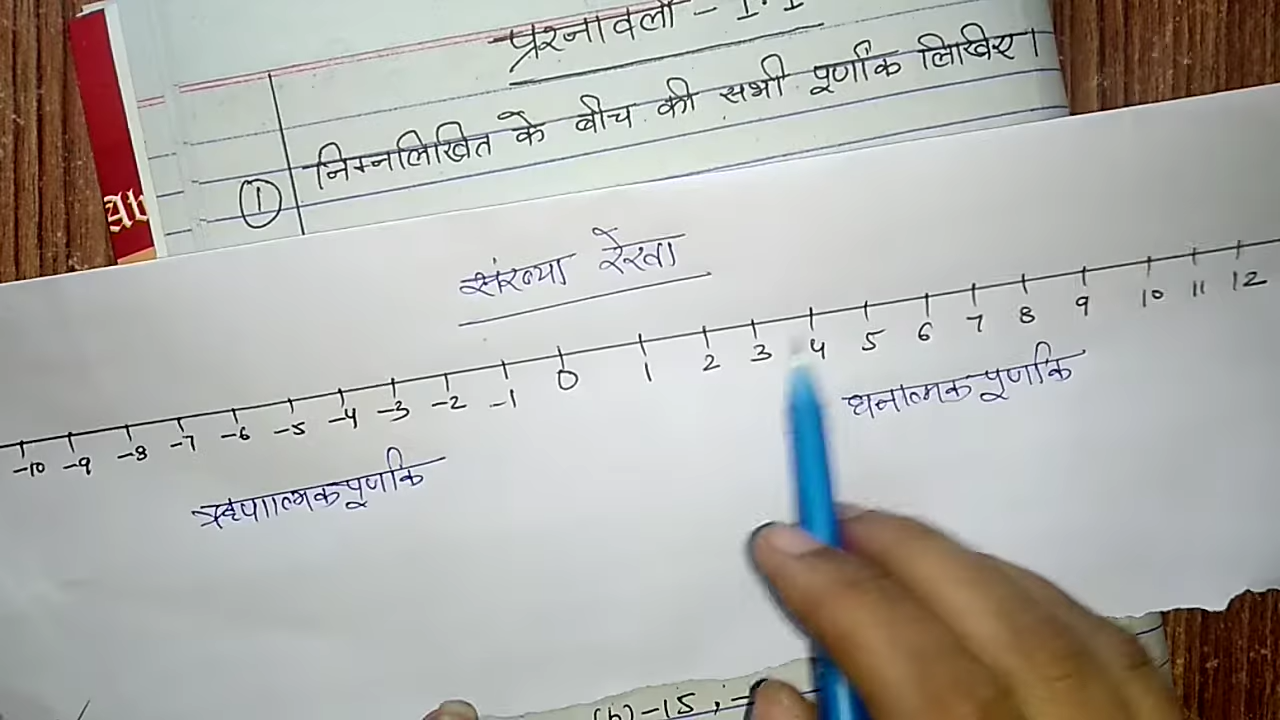 प्रश्नावली - 1.1
① निम्नलिखित के बीच की सभी पूर्णांक लिखिए।
Ab
संख्या रेखा
-10 -9 -8 -7 -6 -5 -4 -3 -2 -1 0 1 2 3 4 5 6 7 8 9 10 11 12
धनात्मक पूर्णांक
ऋणात्मक पूर्णांक
(b) -15 , -